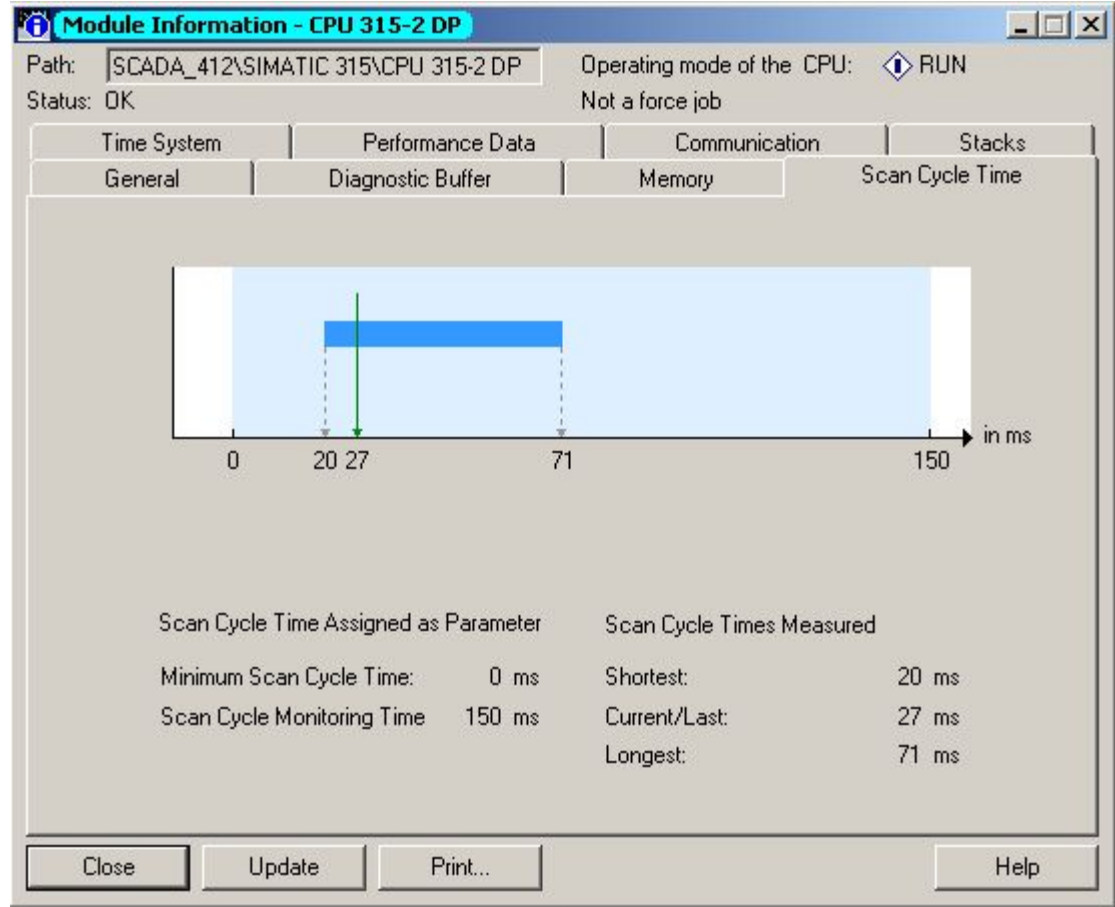 Module Information - CPU 315-2 DP
Path: SCADA_412\SIMATIC 315\CPU 315-2 DP Operating mode of the CPU: RUN
Status: OK Not a force job
Time System Performance Data Communication Stacks
General Diagnostic Buffer Memory Scan Cycle Time
in ms
0 20 27 71 150
Scan Cycle Time Assigned as Parameter Scan Cycle Times Measured
Minimum Scan Cycle Time: 0 ms Shortest: 20 ms
Scan Cycle Monitoring Time 150 ms Current/Last: 27 ms
Longest: 71 ms
Close Update Print... Help